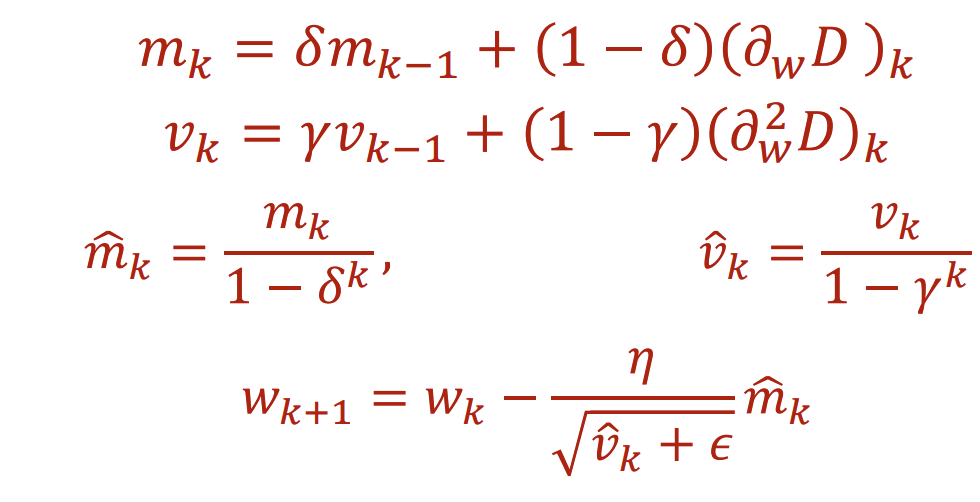 m_k = δm_{k−1} + (1 − δ)(∂_w D )_k
v_k = γv_{k−1} + (1 − γ)(∂_w^2 D)_k
m̂_k = m_k / (1 − δ^k), v̂_k = v_k / (1 − γ^k)
w_{k+1} = w_k − η / √(v̂_k + ϵ) m̂_k